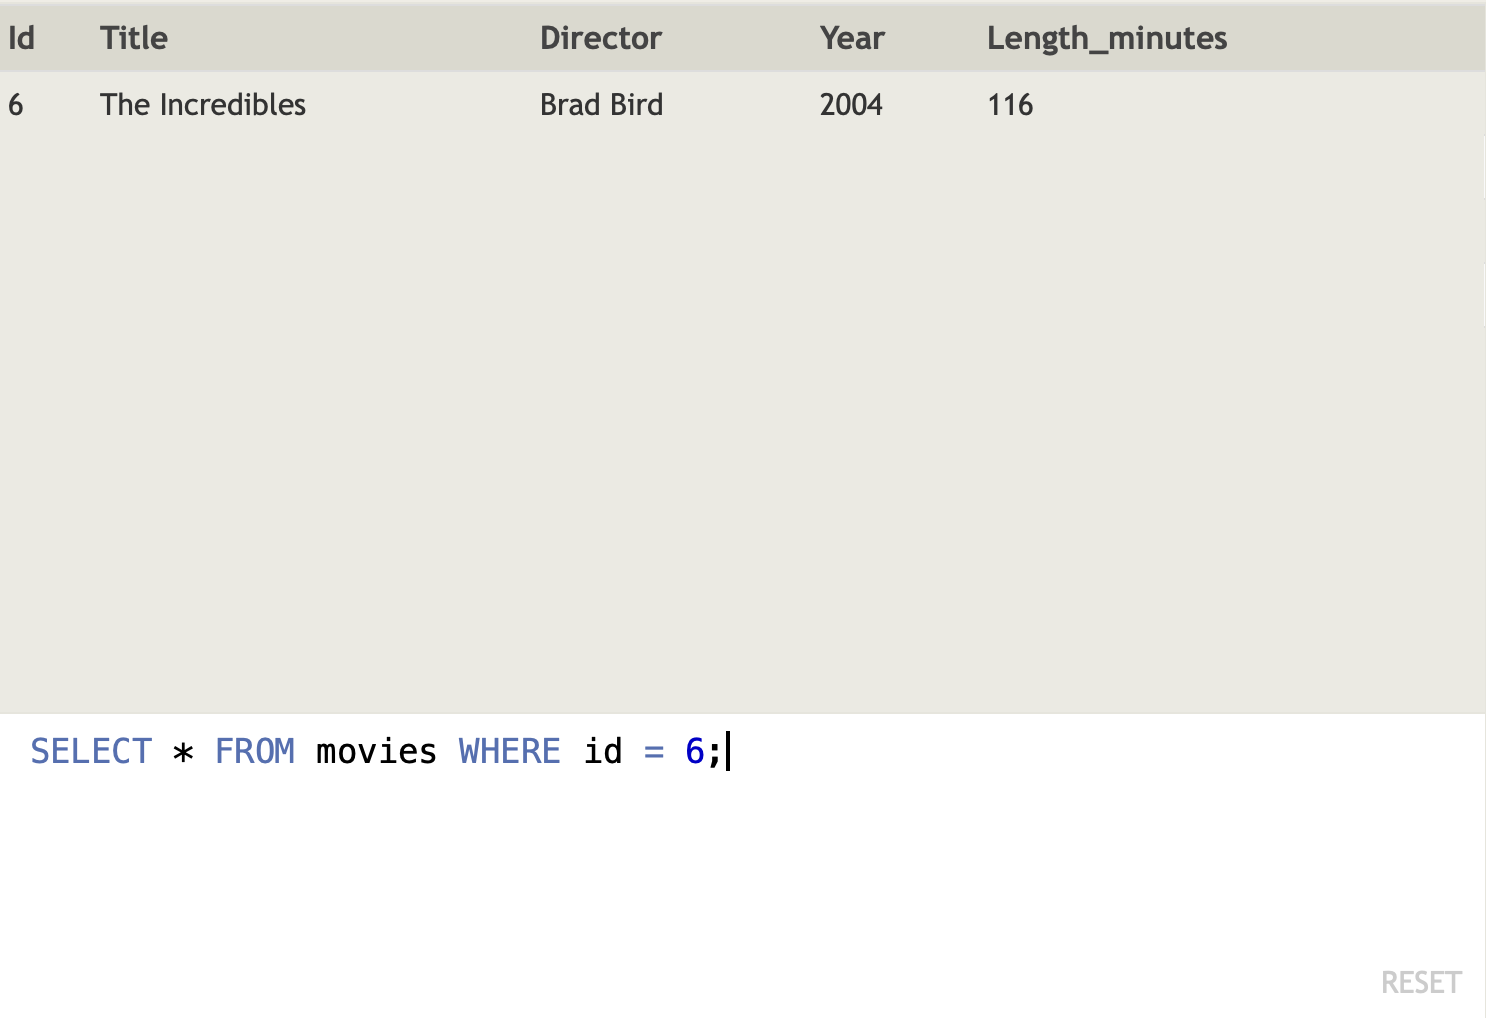 Id Title Director Year Length_minutes
6 The Incredibles Brad Bird 2004 116
SELECT * FROM movies WHERE id = 6;
RESET